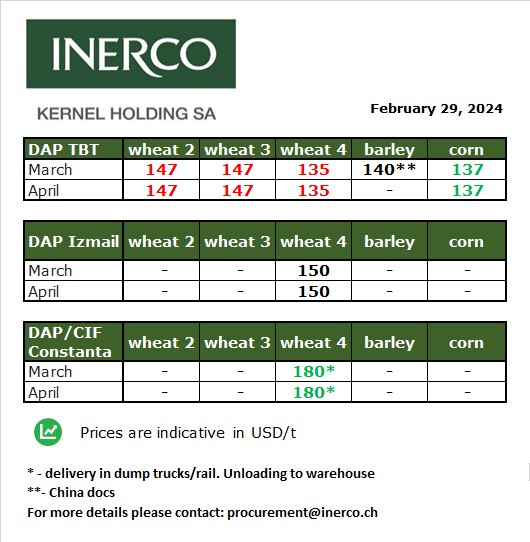 INERCO
KERNEL HOLDING SA
February 29, 2024
DAP TBT wheat 2 wheat 3 wheat 4 barley corn
March 147 147 135 140** 137
April 147 147 135 - 137
DAP Izmail wheat 2 wheat 3 wheat 4 barley corn
March - - 150 - -
April - - 150 - -
DAP/CIF
Constanta wheat 2 wheat 3 wheat 4 barley corn
March - - 180* - -
April - - 180* - -
Prices are indicative in USD/t
* - delivery in dump trucks/rail. Unloading to warehouse
**- China docs
For more details please contact: procurement@inerco.ch